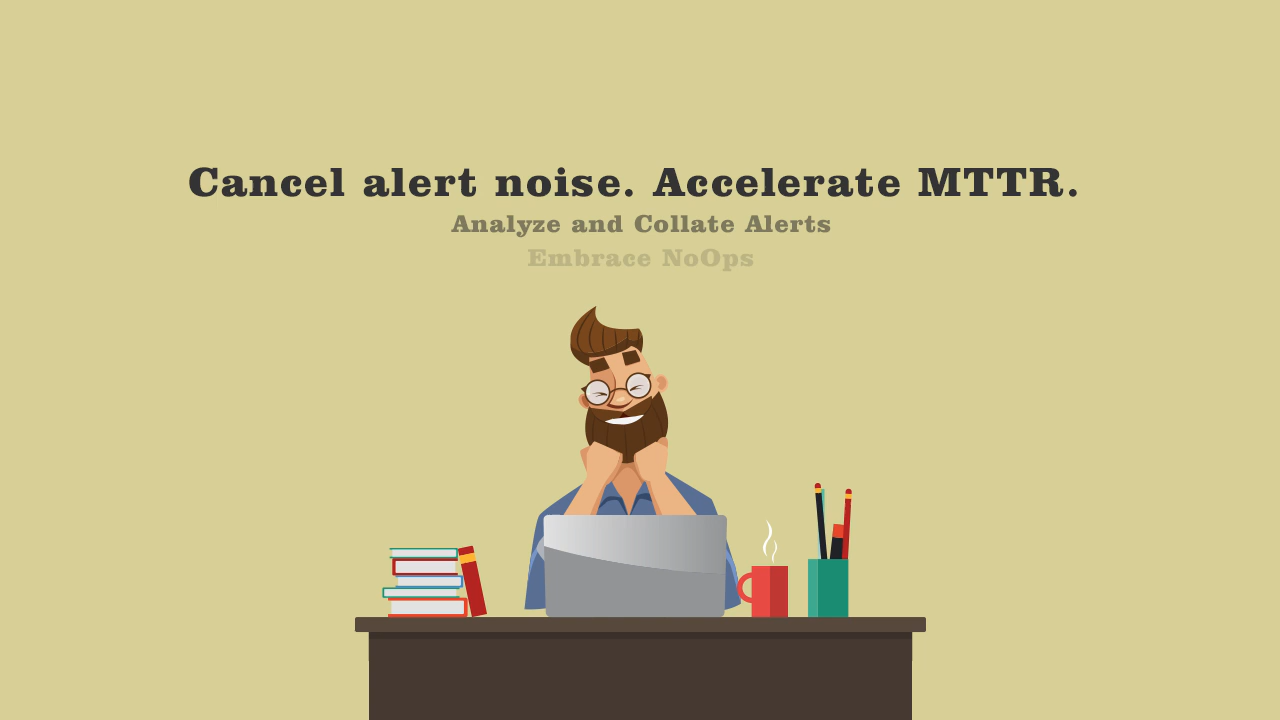 Cancel alert noise. Accelerate MTTR.
Analyze and Collate Alerts
Embrace NoOps